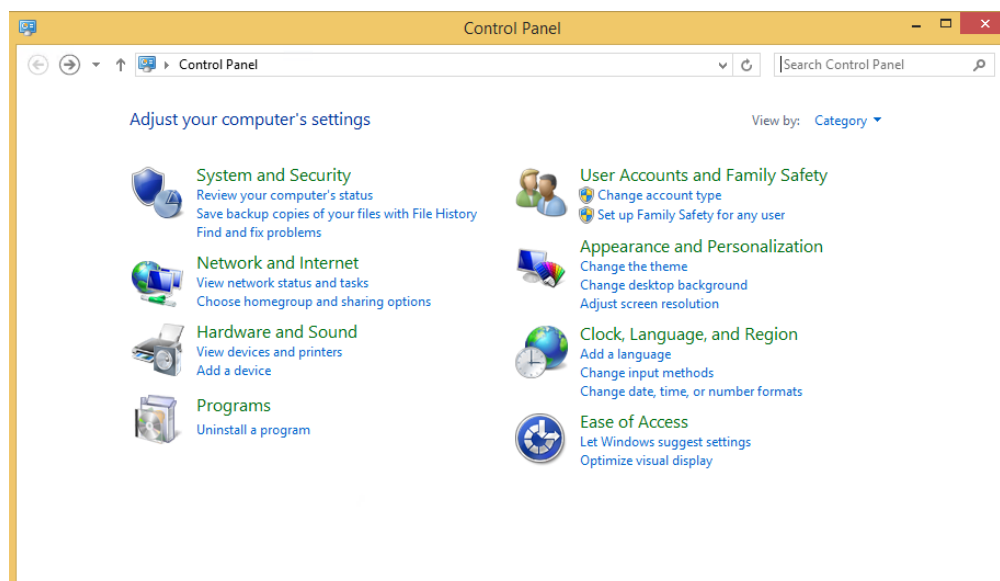 Control Panel
Control Panel
Search Control Panel
Adjust your computer's settings
View by: Category
System and Security
Review your computer's status
Save backup copies of your files with File History
Find and fix problems
Network and Internet
View network status and tasks
Choose homegroup and sharing options
Hardware and Sound
View devices and printers
Add a device
Programs
Uninstall a program
User Accounts and Family Safety
Change account type
Set up Family Safety for any user
Appearance and Personalization
Change the theme
Change desktop background
Adjust screen resolution
Clock, Language, and Region
Add a language
Change input methods
Change date, time, or number formats
Ease of Access
Let Windows suggest settings
Optimize visual display